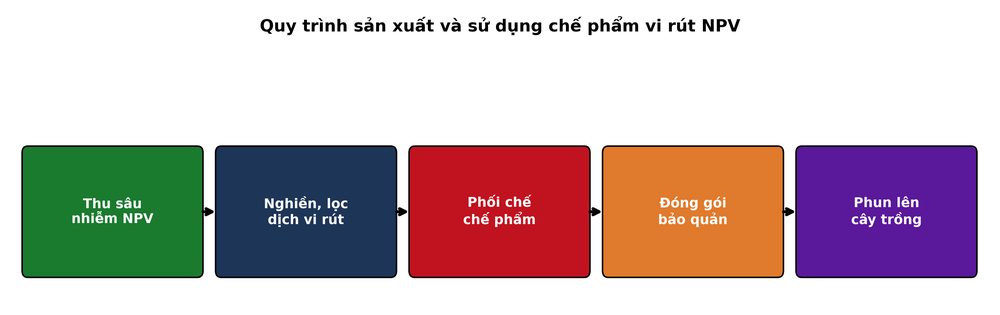 Quy trình sản xuất và sử dụng chế phẩm vi rút NPV
Thu sâu
nhiễm NPV
Nghiền, lọc
dịch vi rút
Phối chế
chế phẩm
Đóng gói
bảo quản
Phun lên
cây trồng